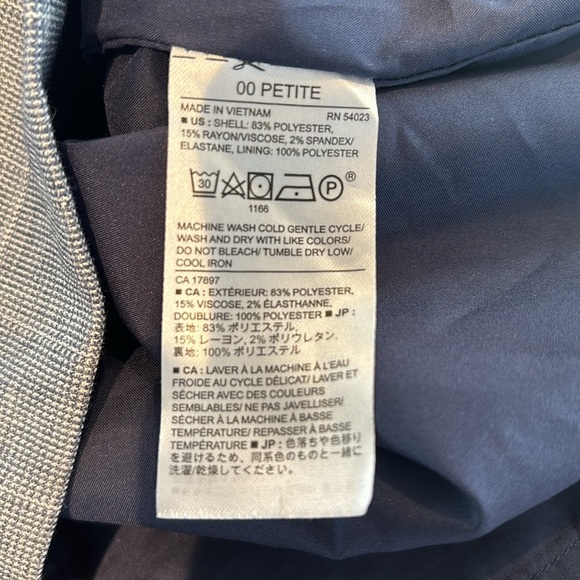 00 PETITE
MADE IN VIETNAM RN 54023
■ US : SHELL: 83% POLYESTER,
15% RAYON/VISCOSE, 2% SPANDEX/
ELASTANE, LINING: 100% POLYESTER
30 P ®
1166
MACHINE WASH COLD GENTLE CYCLE/
WASH AND DRY WITH LIKE COLORS/
DO NOT BLEACH/ TUMBLE DRY LOW/
COOL IRON
CA 17897
■ CA : EXTÉRIEUR: 83% POLYESTER,
15% VISCOSE, 2% ÉLASTHANNE,
DOUBLURE: 100% POLYESTER ■ JP :
表地: 83% ポリエステル,
15% レーヨン, 2% ポリウレタン,
裏地: 100% ポリエステル
■ CA : LAVER À LA MACHINE À L'EAU
FROIDE AU CYCLE DÉLICAT/ LAVER ET
SÉCHER AVEC DES COULEURS
SEMBLABLES/ NE PAS JAVELLISER/
SÉCHER À LA MACHINE À BASSE
TEMPÉRATURE/ REPASSER À BASSE
TEMPÉRATURE ■ JP : 色落ちや色移り
を避けるため、同系色のものと一緒に
洗濯/乾燥してください。